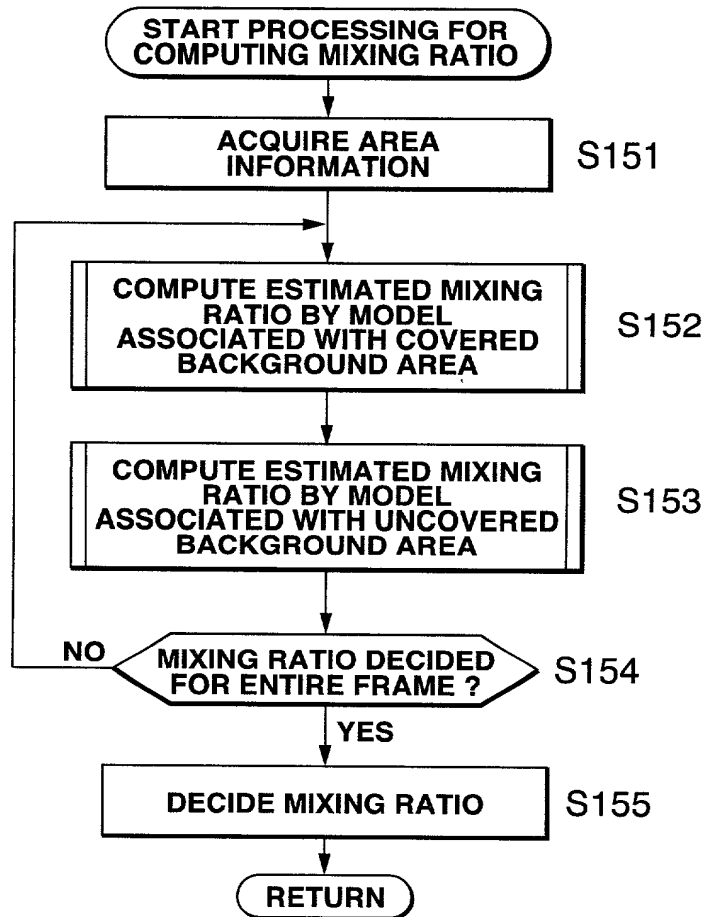 START PROCESSING FOR
COMPUTING MIXING RATIO
ACQUIRE AREA
INFORMATION
S151
COMPUTE ESTIMATED MIXING
RATIO BY MODEL
ASSOCIATED WITH COVERED
BACKGROUND AREA
S152
COMPUTE ESTIMATED MIXING
RATIO BY MODEL
ASSOCIATED WITH UNCOVERED
BACKGROUND AREA
S153
NO
MIXING RATIO DECIDED
FOR ENTIRE FRAME ?
S154
YES
DECIDE MIXING RATIO
S155
RETURN